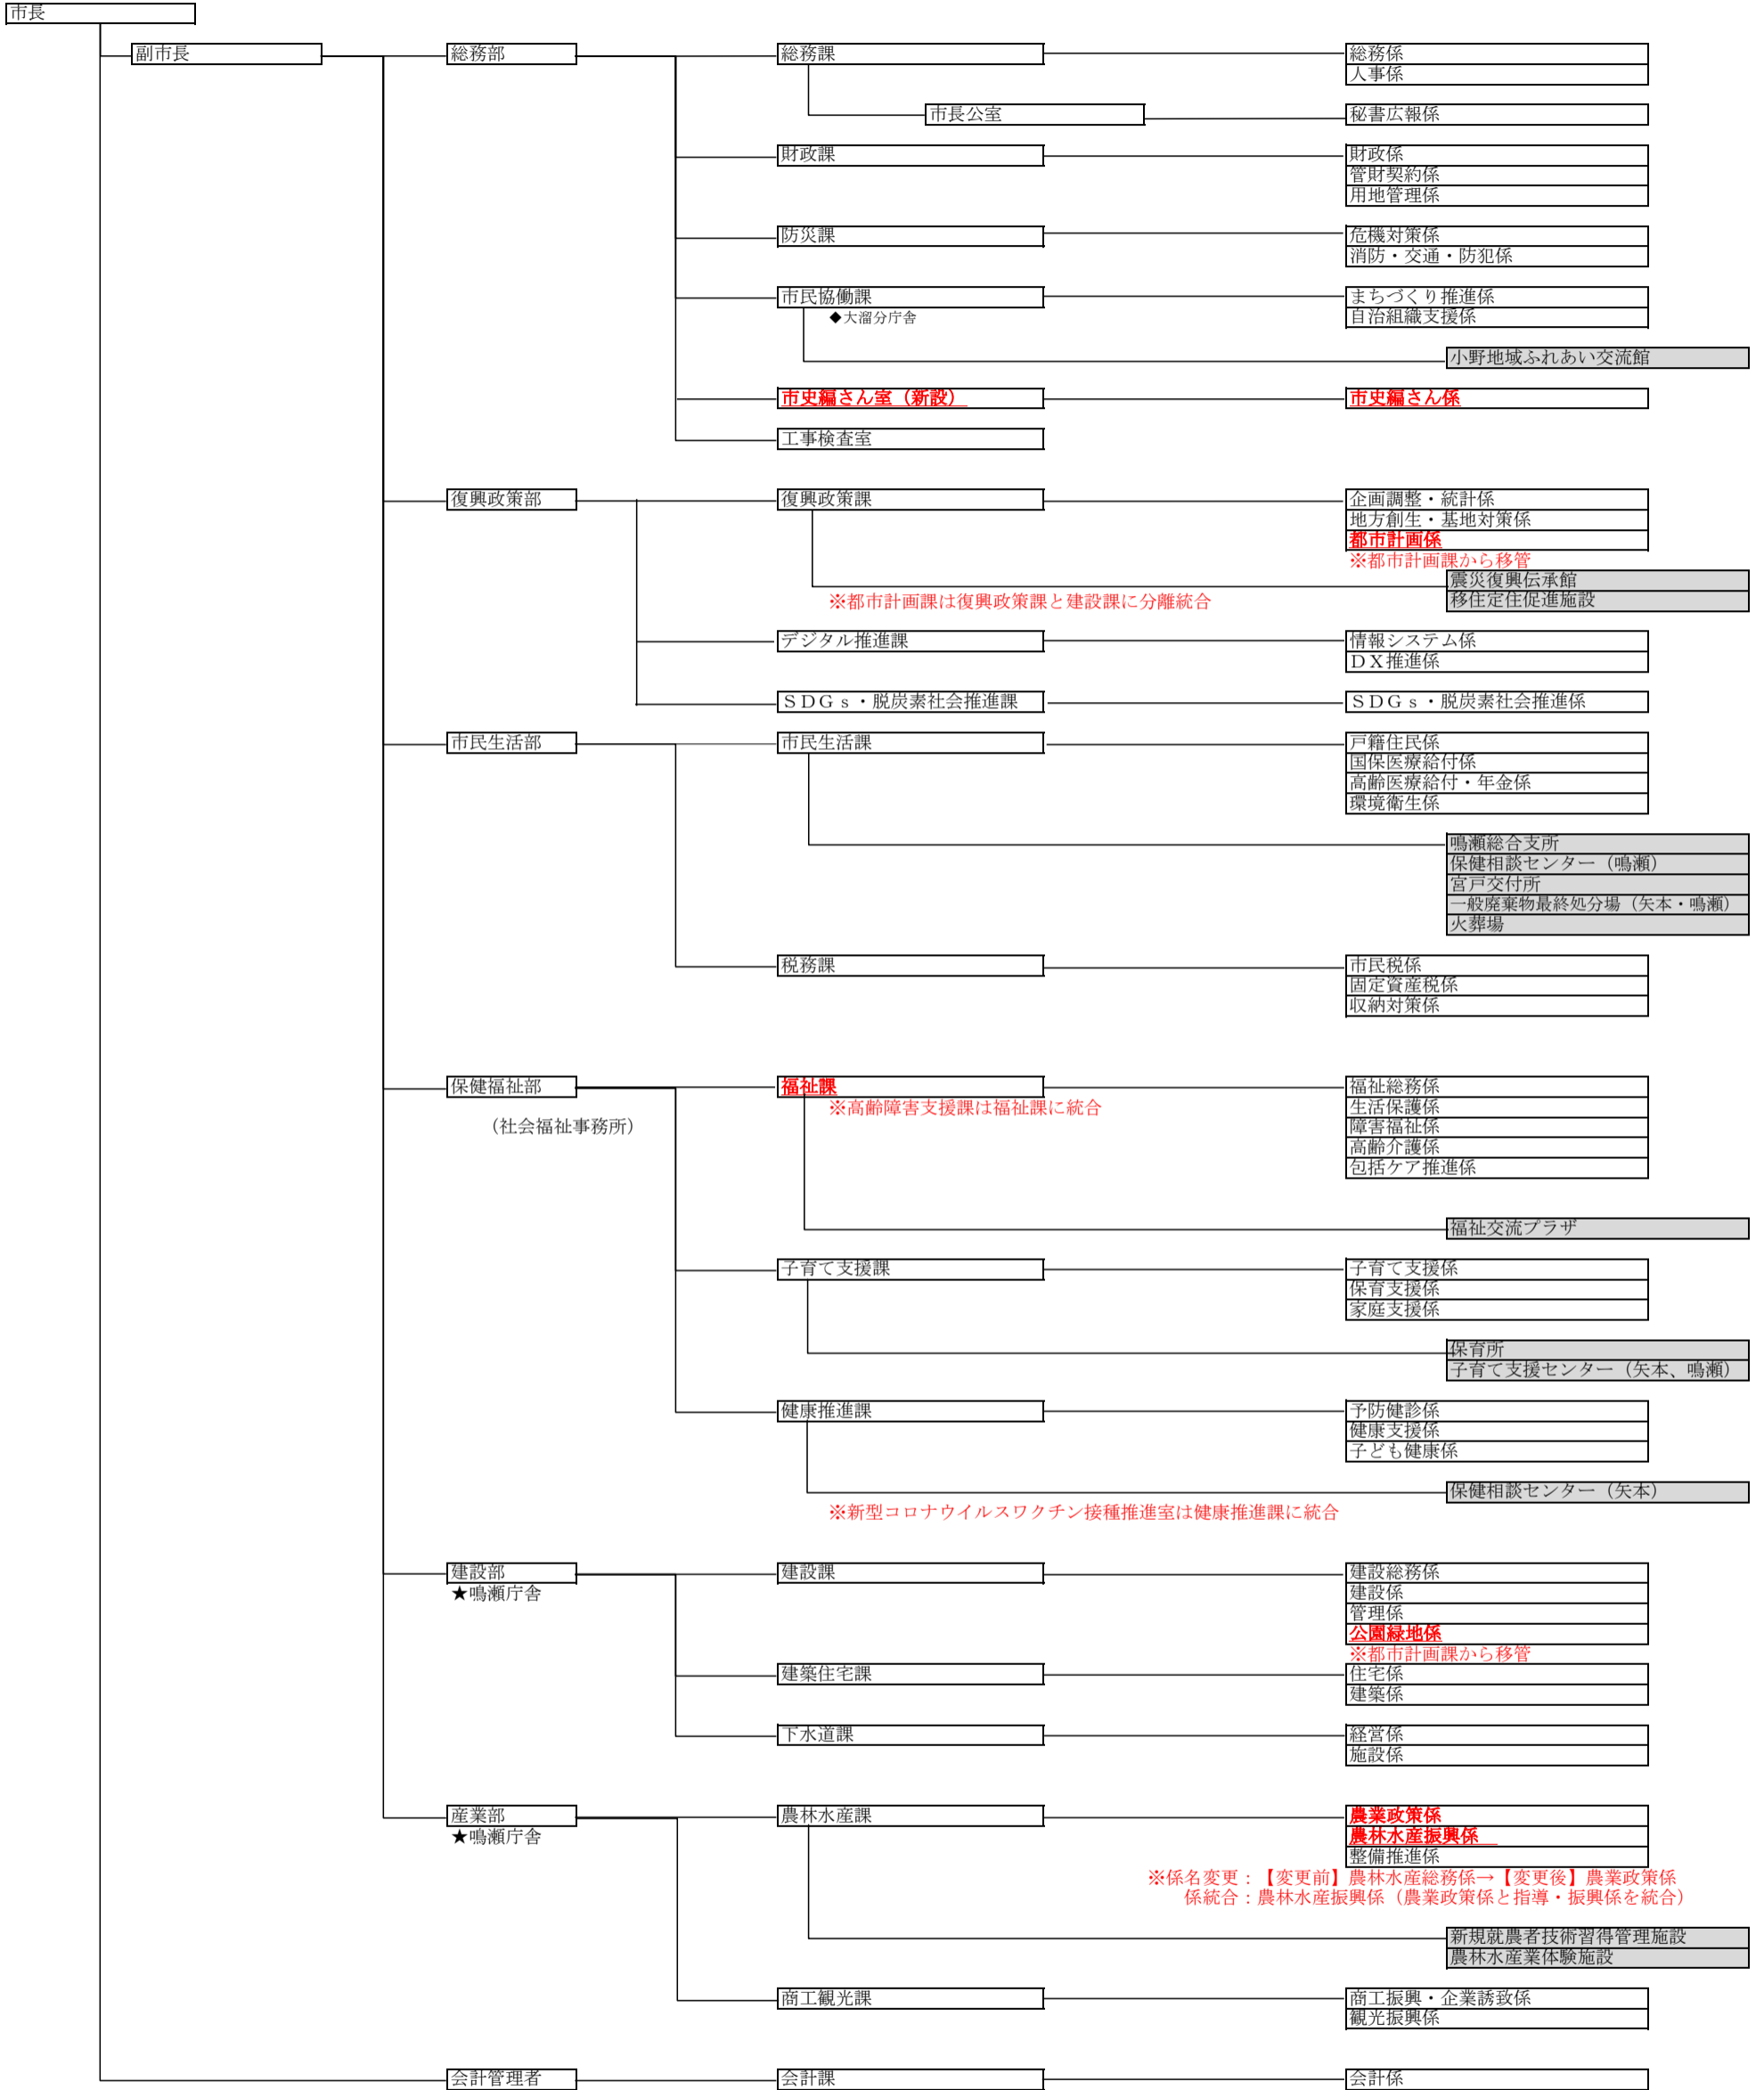 市長
副市長
総務部
総務課
総務係
人事係
市長公室
秘書広報係
財政課
財政係
管財契約係
用地管理係
防災課
危機対策係
消防・交通・防犯係
市民協働課
まちづくり推進係
◆大溜分庁舎
自治組織支援係
小野地域ふれあい交流館
市史編さん室（新設）
市史編さん係
工事検査室
復興政策部
復興政策課
企画調整・統計係
地方創生・基地対策係
都市計画係
※都市計画課から移管
震災復興伝承館
※都市計画課は復興政策課と建設課に分離統合
移住定住促進施設
デジタル推進課
情報システム係
ＤＸ推進係
ＳＤＧｓ・脱炭素社会推進課
ＳＤＧｓ・脱炭素社会推進係
市民生活部
市民生活課
戸籍住民係
国保医療給付係
高齢医療給付・年金係
環境衛生係
鳴瀬総合支所
保健相談センター（鳴瀬）
宮戸交付所
一般廃棄物最終処分場（矢本・鳴瀬）
火葬場
税務課
市民税係
固定資産税係
収納対策係
保健福祉部
福祉課
福祉総務係
※高齢障害支援課は福祉課に統合
生活保護係
（社会福祉事務所）
障害福祉係
高齢介護係
包括ケア推進係
福祉交流プラザ
子育て支援課
子育て支援係
保育支援係
家庭支援係
保育所
子育て支援センター（矢本、鳴瀬）
健康推進課
予防健診係
健康支援係
子ども健康係
保健相談センター（矢本）
※新型コロナウイルスワクチン接種推進室は健康推進課に統合
建設部
建設課
建設総務係
★鳴瀬庁舎
建設係
管理係
公園緑地係
※都市計画課から移管
建築住宅課
住宅係
建築係
下水道課
経営係
施設係
産業部
農林水産課
農業政策係
★鳴瀬庁舎
農林水産振興係
整備推進係
※係名変更：【変更前】農林水産総務係→【変更後】農業政策係
係統合：農林水産振興係（農業政策係と指導・振興係を統合）
新規就農者技術習得管理施設
農林水産業体験施設
商工観光課
商工振興・企業誘致係
観光振興係
会計管理者
会計課
会計係